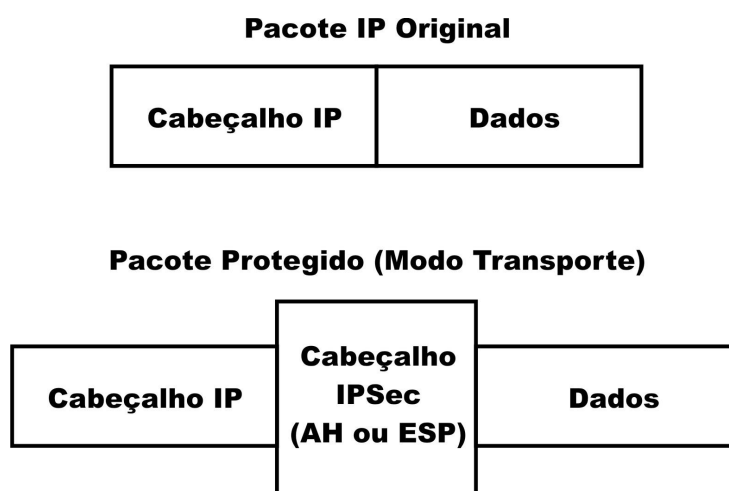 Pacote IP Original
Cabeçalho IP
Dados
Pacote Protegido (Modo Transporte)
Cabeçalho IP
Cabeçalho
IPSec
(AH ou ESP)
Dados